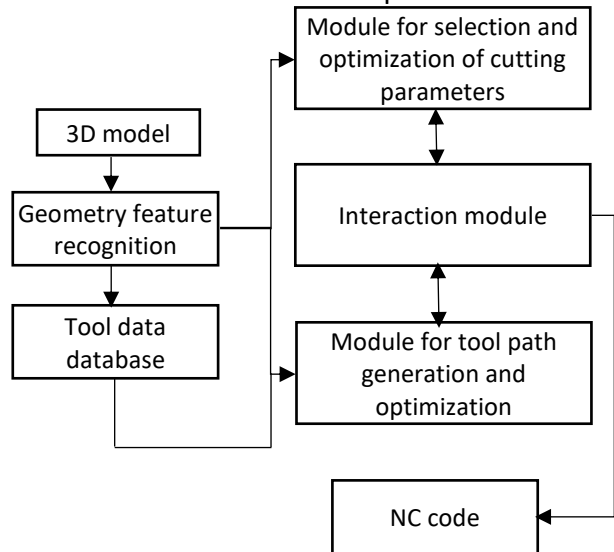 Module for selection and
optimization of cutting
parameters
3D model
Geometry feature
recognition
Interaction module
Tool data
database
Module for tool path
generation and
optimization
NC code